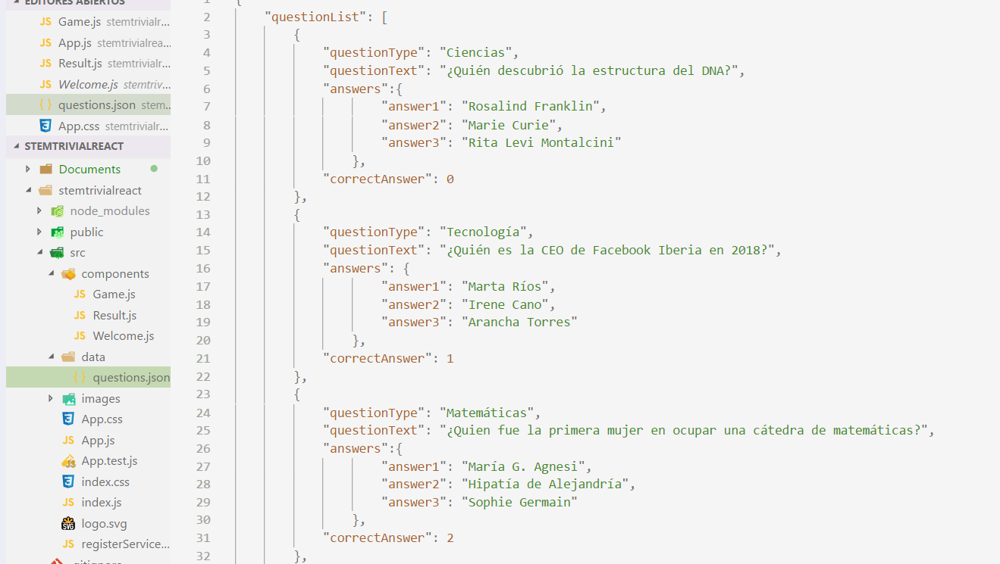 EDITORES ABIERTOS
JS Game.js stemtrivialr...
JS App.js stemtrivialrea...
JS Result.js stemtrivialr...
JS Welcome.js stemtriv...
{ } questions.json stem...
App.css stemtrivialr...
STEMTRIVIALREACT
Documents
stemtrivialreact
node_modules
public
src
components
JS Game.js
JS Result.js
JS Welcome.js
data
{ } questions.json
images
App.css
JS App.js
App.test.js
index.css
JS index.js
SVG logo.svg
JS registerService...
.gitignore
1 {
2 "questionList": [
3 {
4 "questionType": "Ciencias",
5 "questionText": "¿Quién descubrió la estructura del DNA?",
6 "answers":{
7 "answer1": "Rosalind Franklin",
8 "answer2": "Marie Curie",
9 "answer3": "Rita Levi Montalcini"
10 },
11 "correctAnswer": 0
12 },
13 {
14 "questionType": "Tecnología",
15 "questionText": "¿Quién es la CEO de Facebook Iberia en 2018?",
16 "answers": {
17 "answer1": "Marta Ríos",
18 "answer2": "Irene Cano",
19 "answer3": "Arancha Torres"
20 },
21 "correctAnswer": 1
22 },
23 {
24 "questionType": "Matemáticas",
25 "questionText": "¿Quien fue la primera mujer en ocupar una cátedra de matemáticas?",
26 "answers":{
27 "answer1": "María G. Agnesi",
28 "answer2": "Hipatía de Alejandría",
29 "answer3": "Sophie Germain"
30 },
31 "correctAnswer": 2
32 },